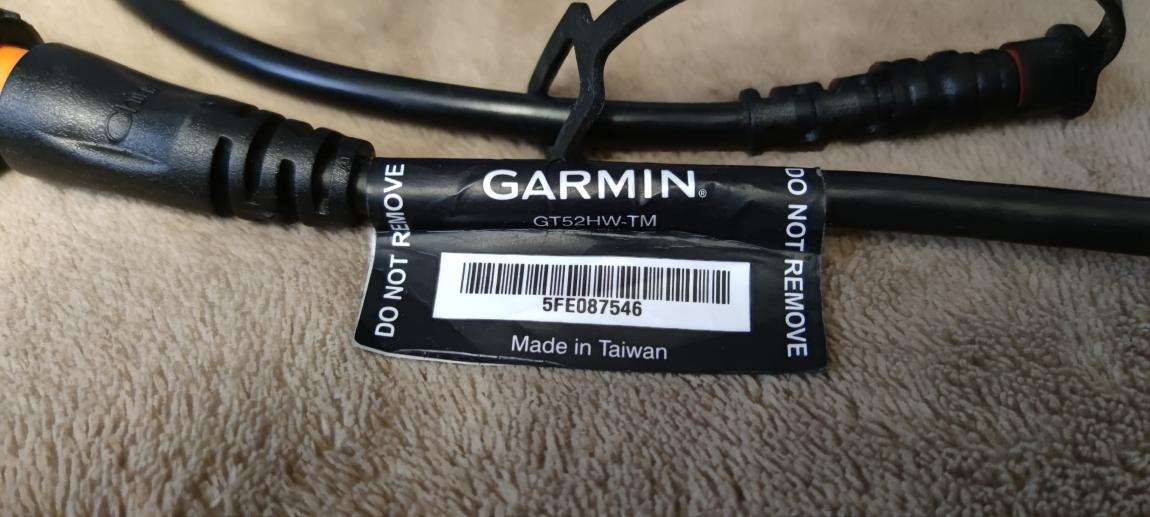 GARMIN®
GT52HW-TM
DO NOT REMOVE
DO NOT REMOVE
5FE087546
Made in Taiwan